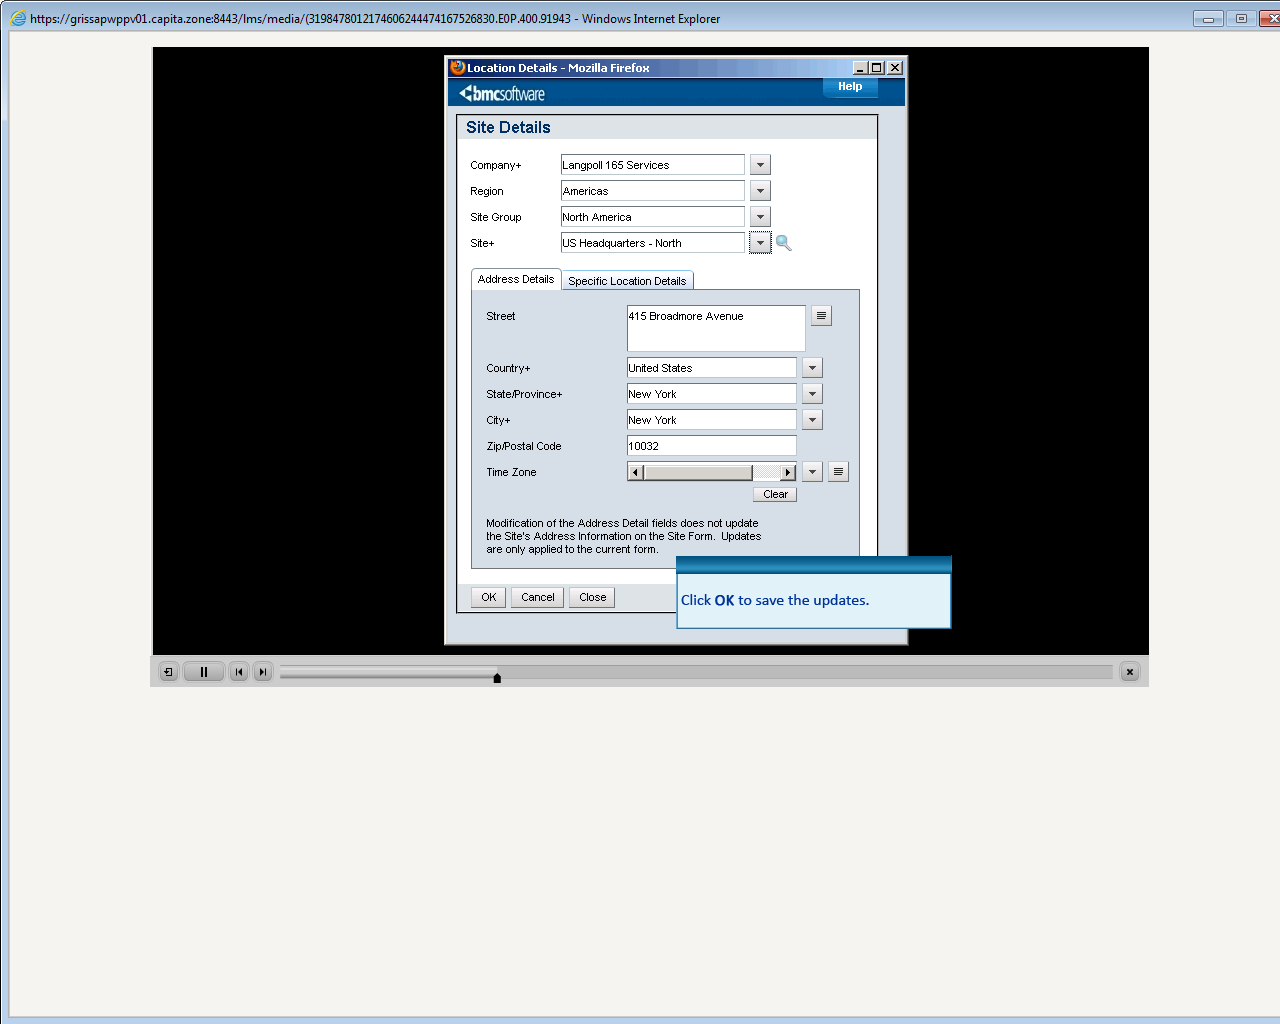 https://grissapwppv01.capita.zone:8443/lms/media/(3198478012174606244474167526830.E0P.400.91943 - Windows Internet Explorer
Location Details - Mozilla Firefox
bmcsoftware
Help
Site Details
Company+
Langpoll 165 Services
Region
Americas
Site Group
North America
Site+
US Headquarters - North
Address Details
Specific Location Details
Street
415 Broadmore Avenue
Country+
United States
State/Province+
New York
City+
New York
Zip/Postal Code
10032
Time Zone
Clear
Modification of the Address Detail fields does not update
the Site's Address Information on the Site Form. Updates
are only applied to the current form.
OK
Cancel
Close
Click OK to save the updates.